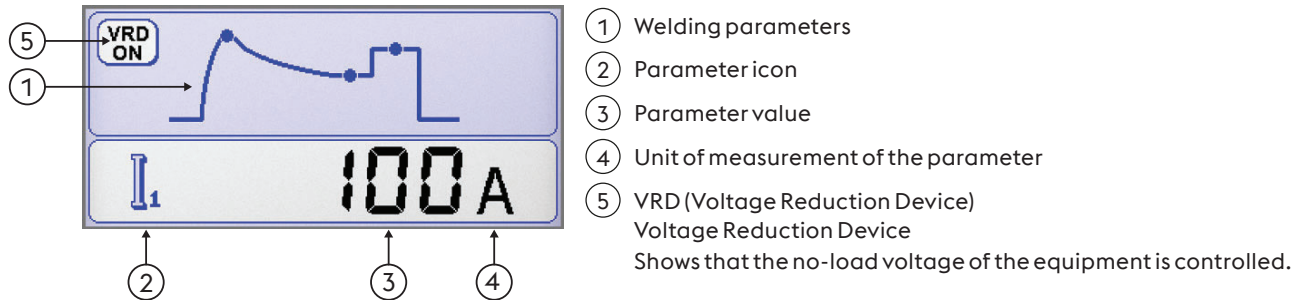 5
VRD
ON
1
I1
100 A
2
3
4
1 Welding parameters
2 Parameter icon
3 Parameter value
4 Unit of measurement of the parameter
5 VRD (Voltage Reduction Device)
Voltage Reduction Device
Shows that the no-load voltage of the equipment is controlled.